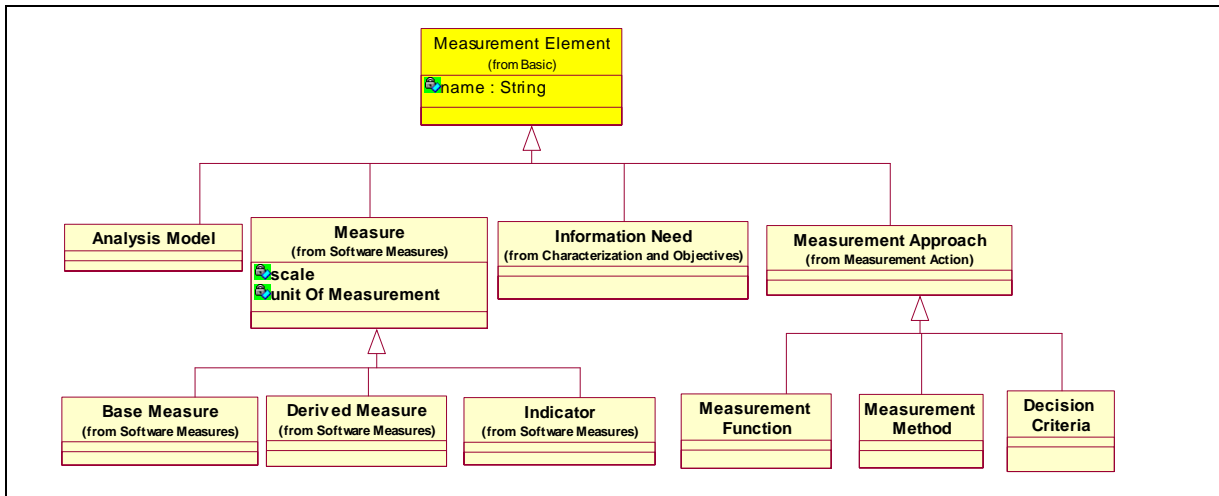 Measurement Element
(from Basic)
name : String
Analysis Model
Measure
(from Software Measures)
scale
unit Of Measurement
Information Need
(from Characterization and Objectives)
Measurement Approach
(from Measurement Action)
Base Measure
(from Software Measures)
Derived Measure
(from Software Measures)
Indicator
(from Software Measures)
Measurement
Function
Measurement
Method
Decision
Criteria